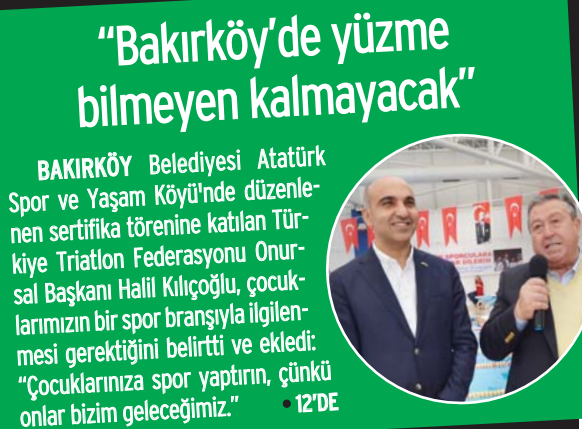 “Bakırköy’de yüzme
bilmeyen kalmayacak”
BAKIRKÖY Belediyesi Atatürk
Spor ve Yaşam Köyü'nde düzenle-
nen sertifika törenine katılan Tür-
kiye Triatlon Federasyonu Onur-
sal Başkanı Halil Kılıçoğlu, çocuk-
larımızın bir spor branşıyla ilgilen-
mesi gerektiğini belirtti ve ekledi:
“Çocuklarınıza spor yaptırın, çünkü
onlar bizim geleceğimiz.” • 12’DE
SPORCULARA